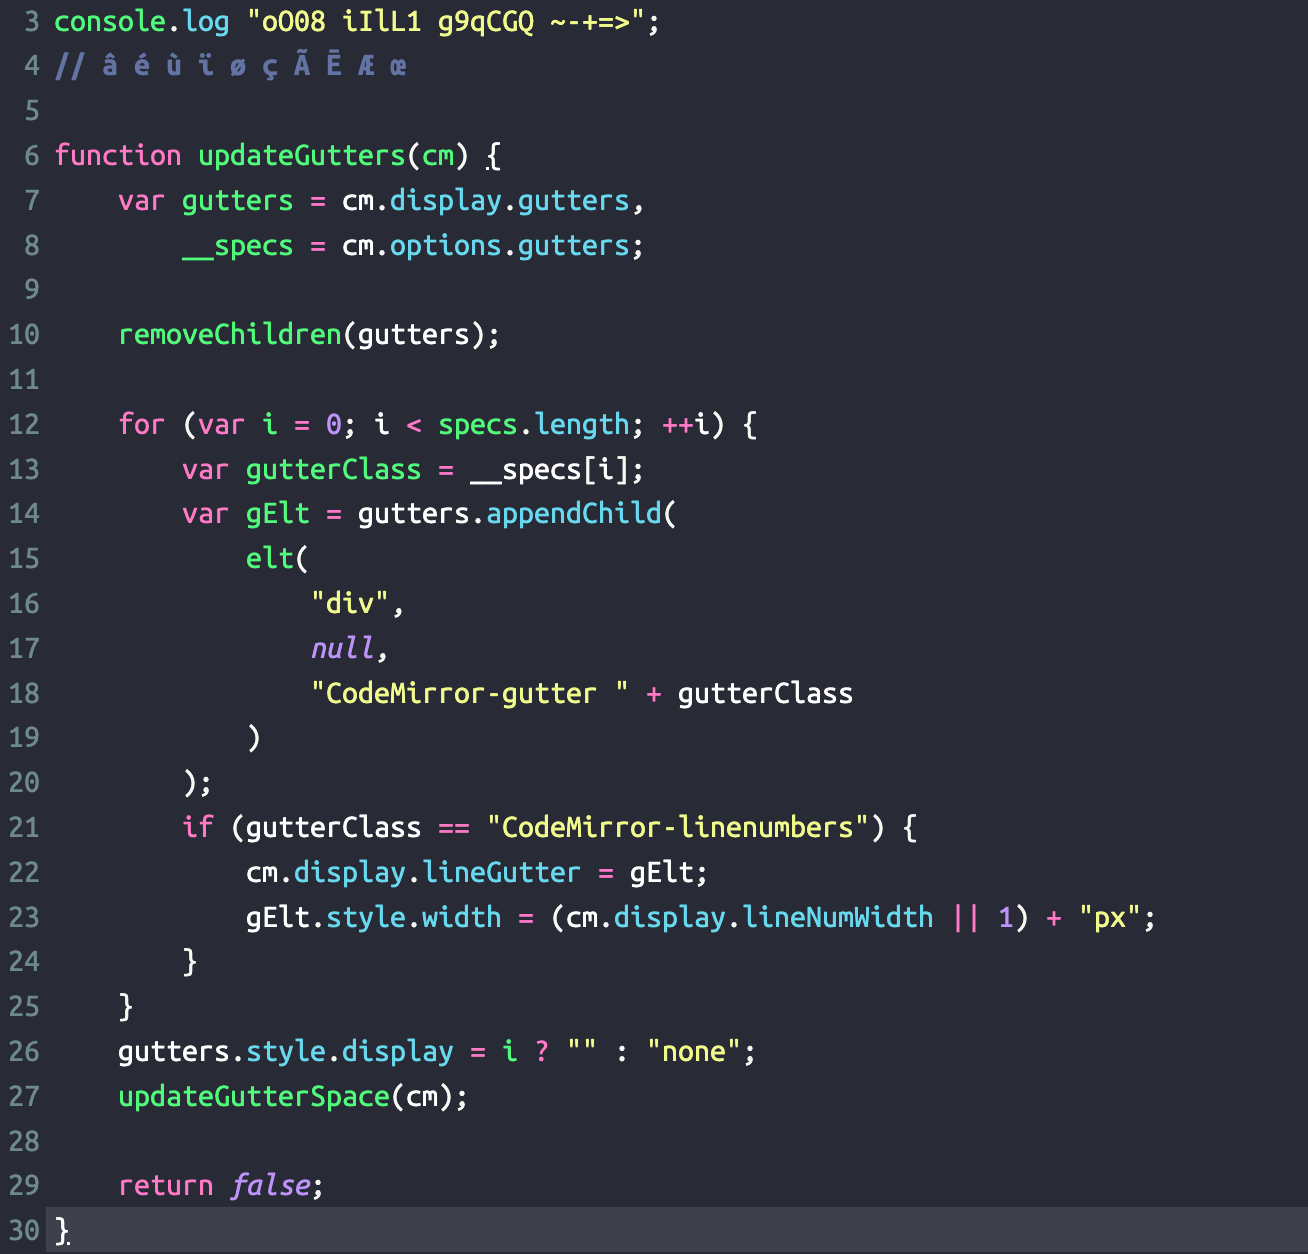 3 console.log "oO08 iIlL1 g9qCGQ ~-+=>";
4 // â é ù ï ø ç Ã Ē Æ œ
5
6 function updateGutters(cm) {
7     var gutters = cm.display.gutters,
8         __specs = cm.options.gutters;
9
10     removeChildren(gutters);
11
12     for (var i = 0; i < specs.length; ++i) {
13         var gutterClass = __specs[i];
14         var gElt = gutters.appendChild(
15             elt(
16                 "div",
17                 null,
18                 "CodeMirror-gutter " + gutterClass
19             )
20         );
21         if (gutterClass == "CodeMirror-linenumbers") {
22             cm.display.lineGutter = gElt;
23             gElt.style.width = (cm.display.lineNumWidth || 1) + "px";
24         }
25     }
26     gutters.style.display = i ? "" : "none";
27     updateGutterSpace(cm);
28
29     return false;
30 }